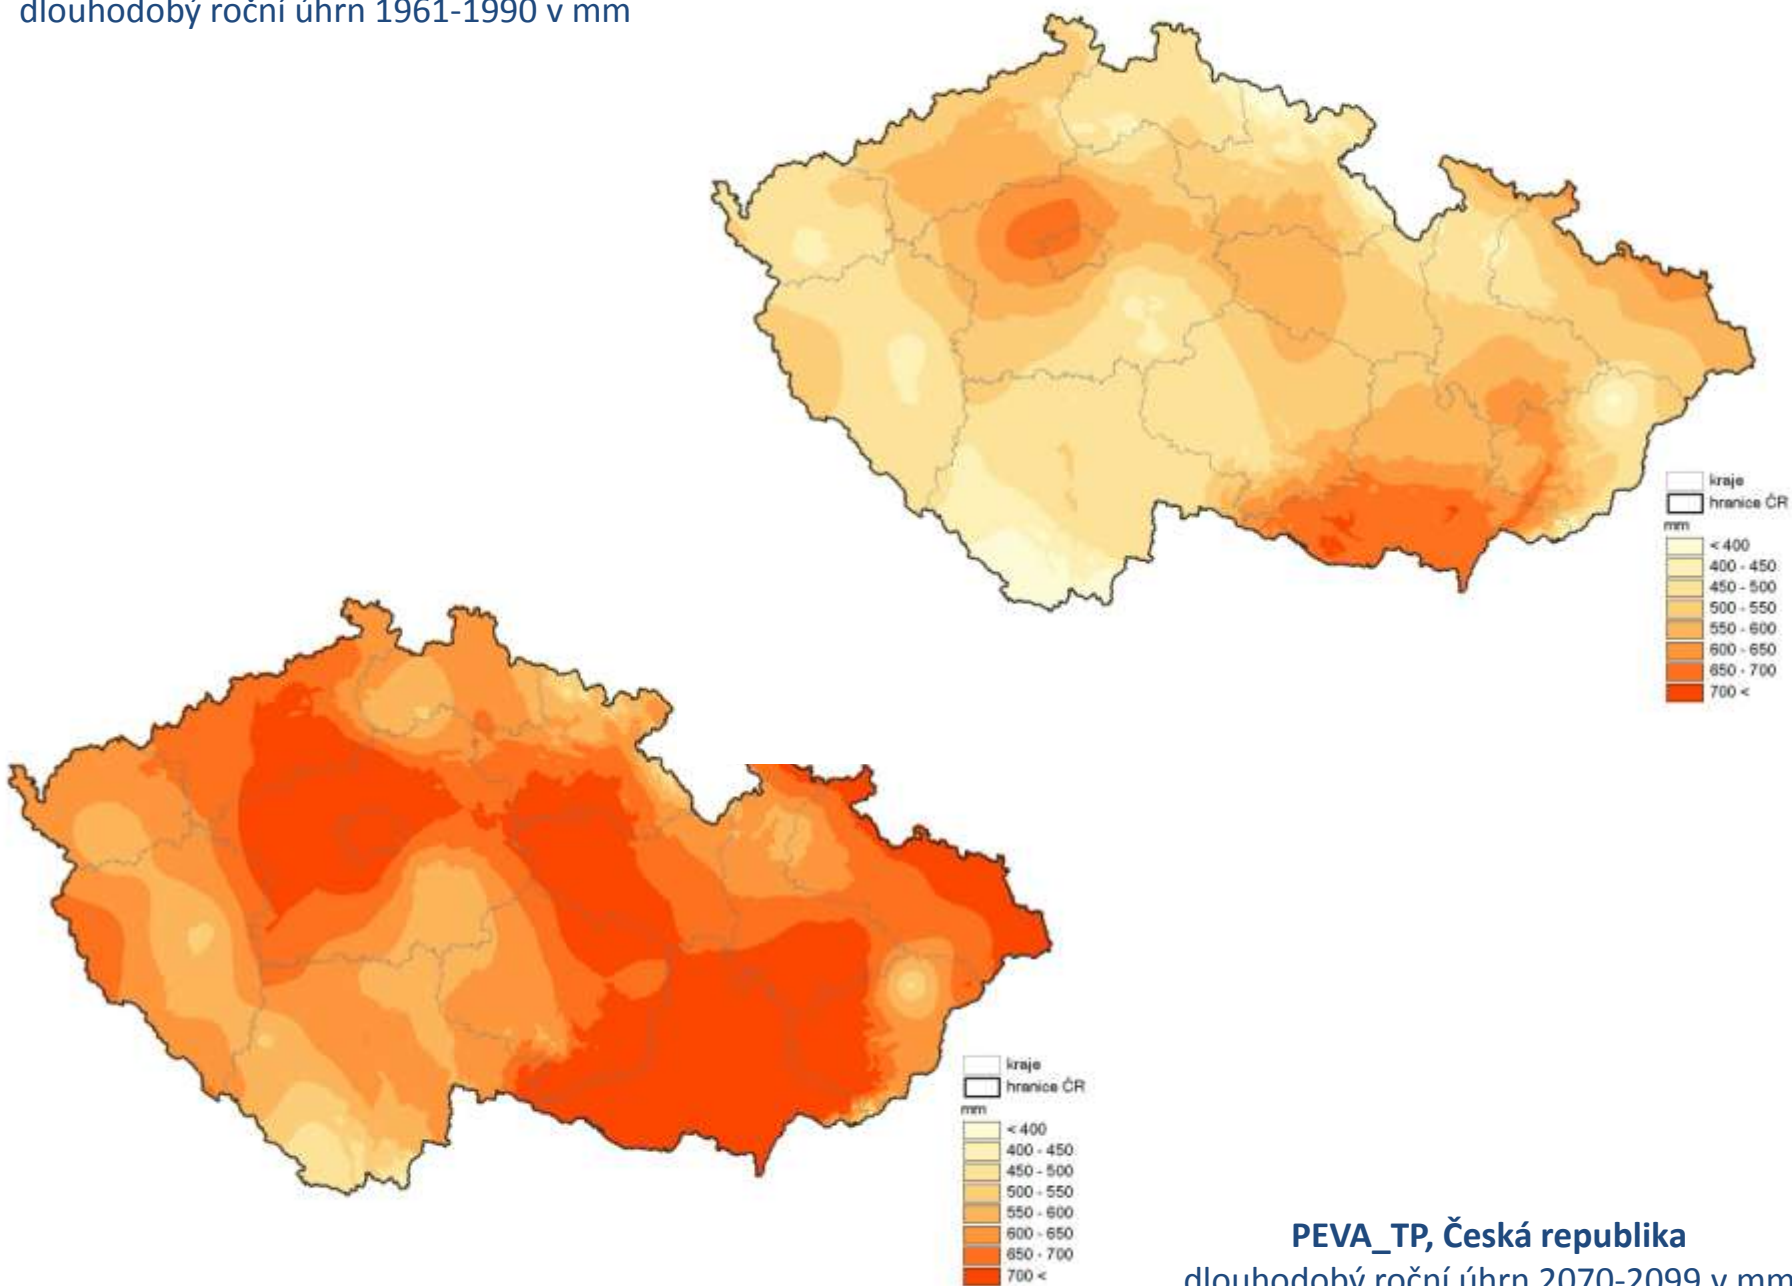 dlouhodobý roční úhrn 1961-1990 v mm
kraje
hranice ČR
mm
< 400
400 - 450
450 - 500
500 - 550
550 - 600
600 - 650
650 - 700
700 <
kraje
hranice ČR
mm
< 400
400 - 450
450 - 500
500 - 550
550 - 600
600 - 650
650 - 700
700 <
PEVA_TP, Česká republika
dlouhodobý roční úhrn 2070-2099 v mm